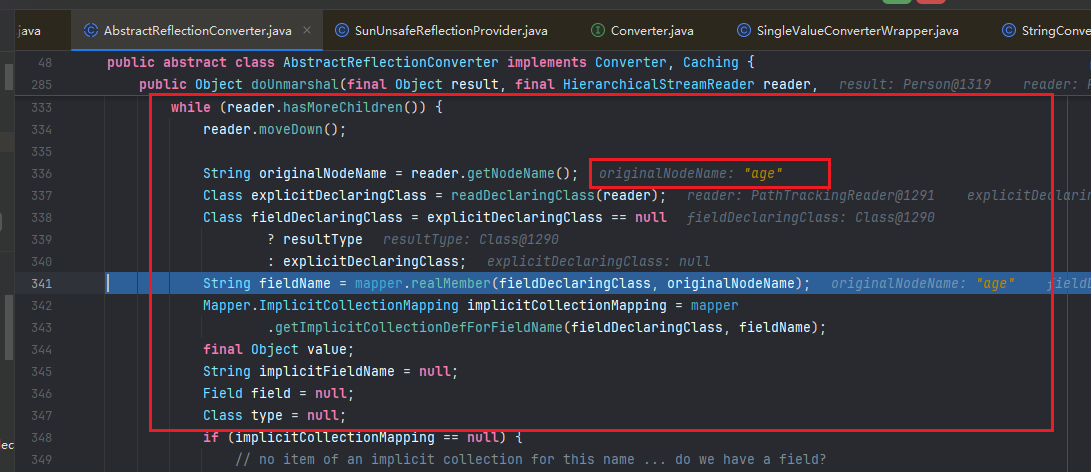 .java
AbstractReflectionConverter.java
SunUnsafeReflectionProvider.java
Converter.java
SingleValueConverterWrapper.java
StringConve
48 public abstract class AbstractReflectionConverter implements Converter, Caching {
285 public Object doUnmarshal(final Object result, final HierarchicalStreamReader reader, result: Person@1319 reader: P
333 while (reader.hasMoreChildren()) {
334 reader.moveDown();
335
336 String originalNodeName = reader.getNodeName(); originalNodeName: "age"
337 Class explicitDeclaringClass = readDeclaringClass(reader); reader: PathTrackingReader@1291 explicitDeclarin
338 Class fieldDeclaringClass = explicitDeclaringClass == null fieldDeclaringClass: Class@1290
339 ? resultType resultType: Class@1290
340 : explicitDeclaringClass; explicitDeclaringClass: null
341 String fieldName = mapper.realMember(fieldDeclaringClass, originalNodeName); originalNodeName: "age" field
342 Mapper.ImplicitCollectionMapping implicitCollectionMapping = mapper
343 .getImplicitCollectionDefForFieldName(fieldDeclaringClass, fieldName);
344 final Object value;
345 String implicitFieldName = null;
346 Field field = null;
347 Class type = null;
348 if (implicitCollectionMapping == null) {
lec
349 // no item of an implicit collection for this name ... do we have a field?